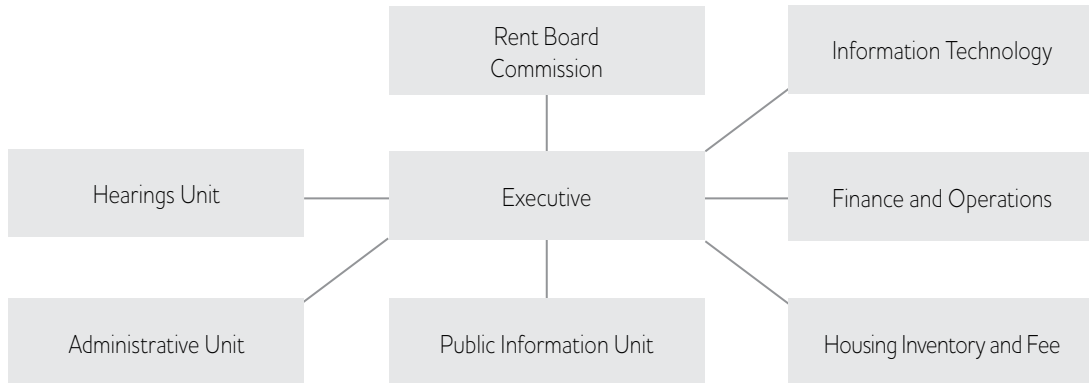 Rent Board
Commission
Information Technology
Hearings Unit
Executive
Finance and Operations
Administrative Unit
Public Information Unit
Housing Inventory and Fee